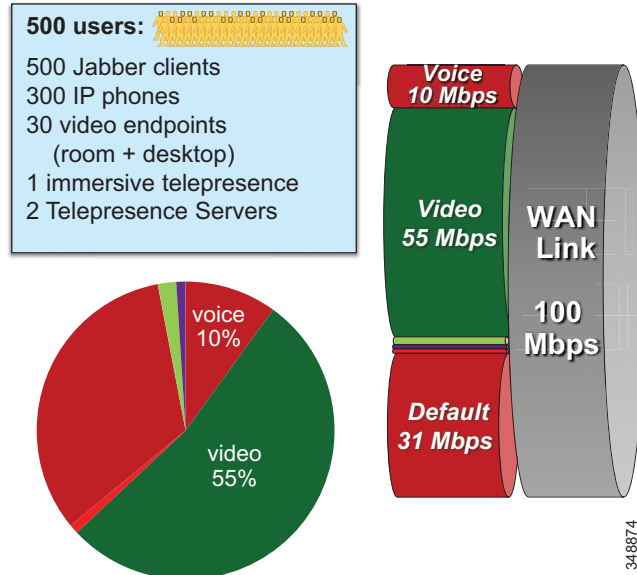 500 users:
500 Jabber clients
300 IP phones
30 video endpoints
(room + desktop)
1 immersive telepresence
2 Telepresence Servers
Voice
10 Mbps
Video
55 Mbps
WAN
Link
100
Mbps
Default
31 Mbps
voice
10%
video
55%
348874